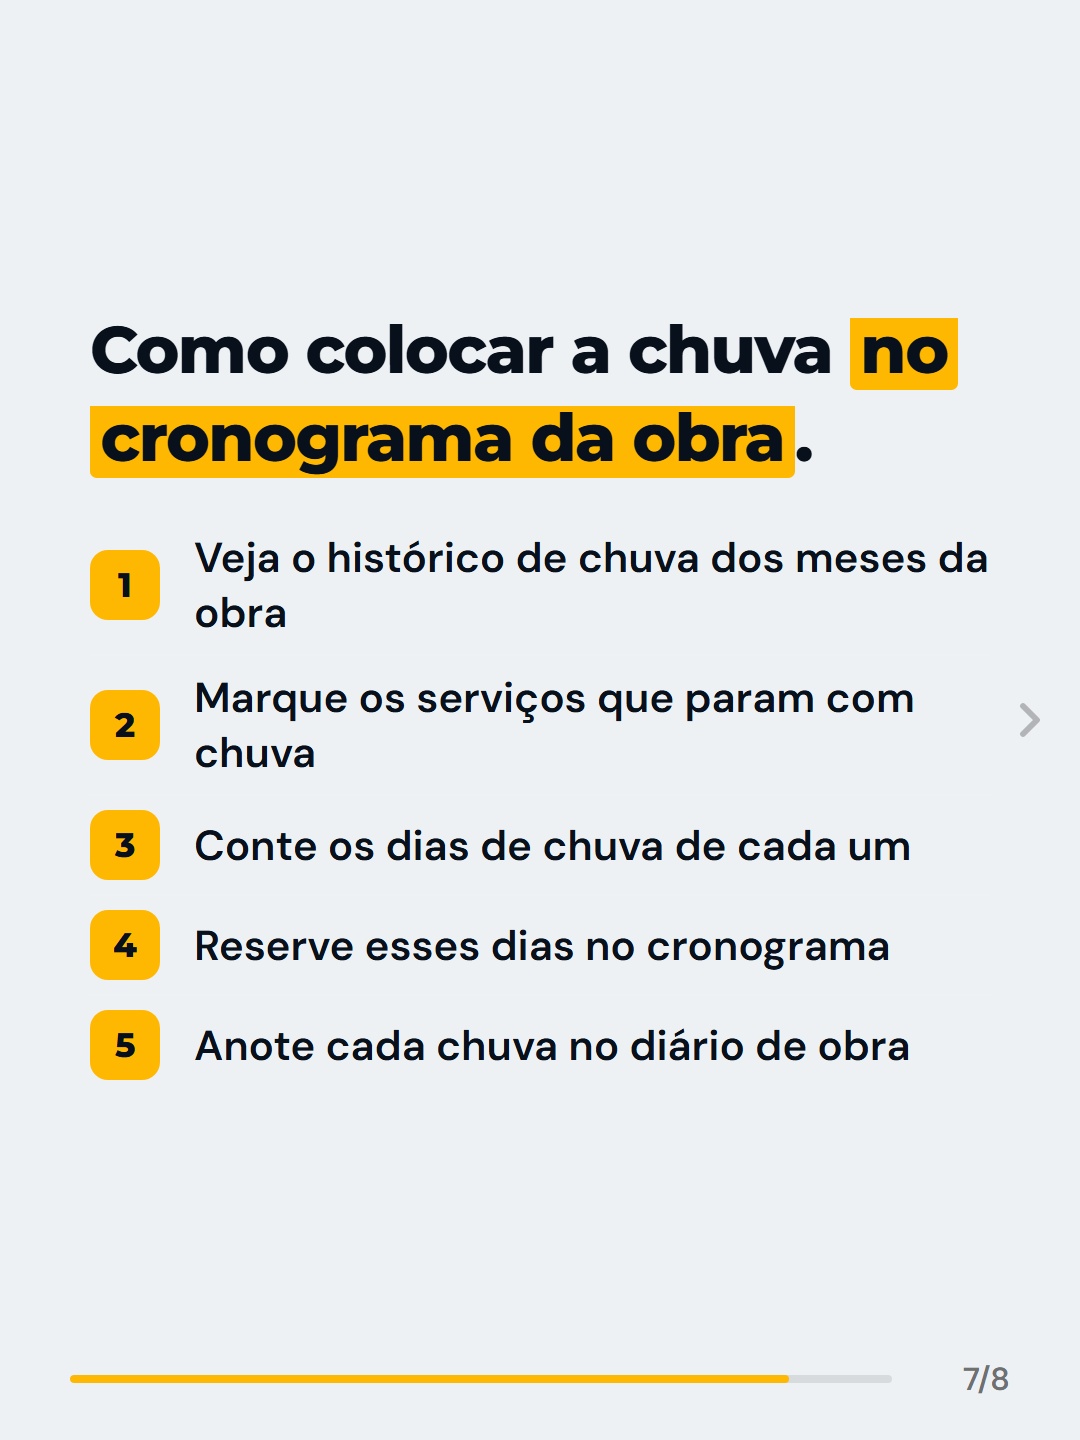 Como colocar a chuva no
cronograma da obra.
1 Veja o histórico de chuva dos meses da
obra
2 Marque os serviços que param com
chuva
3 Conte os dias de chuva de cada um
4 Reserve esses dias no cronograma
5 Anote cada chuva no diário de obra
7/8